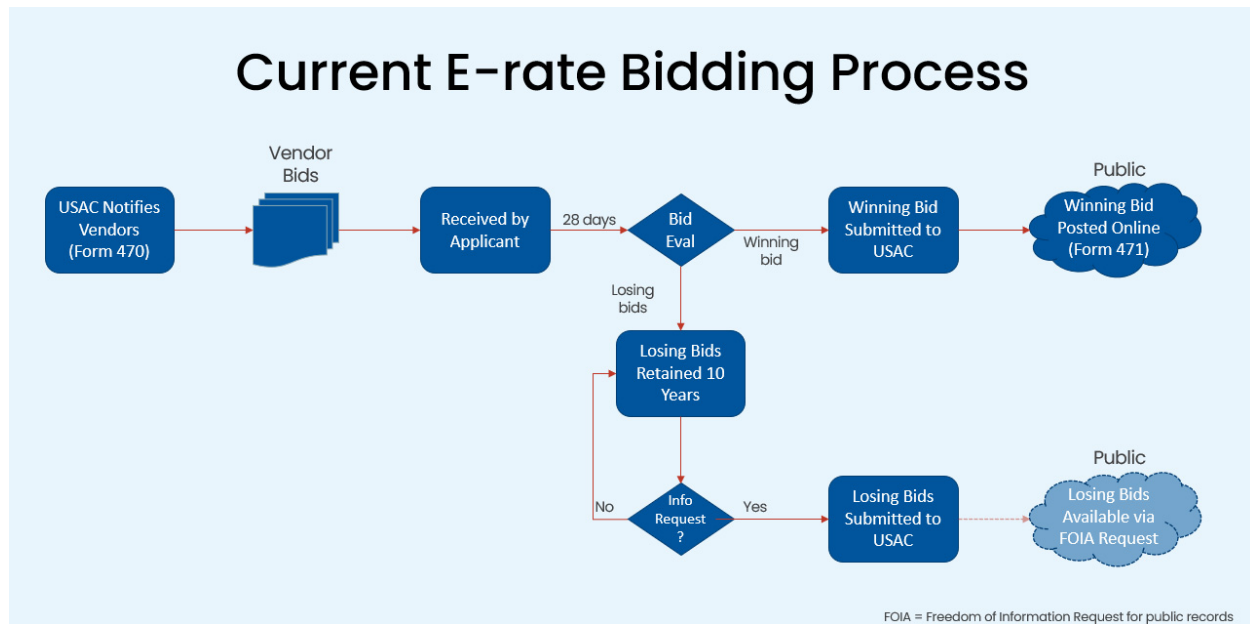 Current E-rate Bidding Process
Vendor
Bids
USAC Notifies
Vendors
(Form 470)
Received by
Applicant
28 days
Bid
Eval
Winning
bid
Winning Bid
Submitted to
USAC
Public
Winning Bid
Posted Online
(Form 471)
Losing
bids
Losing Bids
Retained 10
Years
No
Info
Request
?
Yes
Losing Bids
Submitted to
USAC
Public
Losing Bids
Available via
FOIA Request
FOIA = Freedom of Information Request for public records